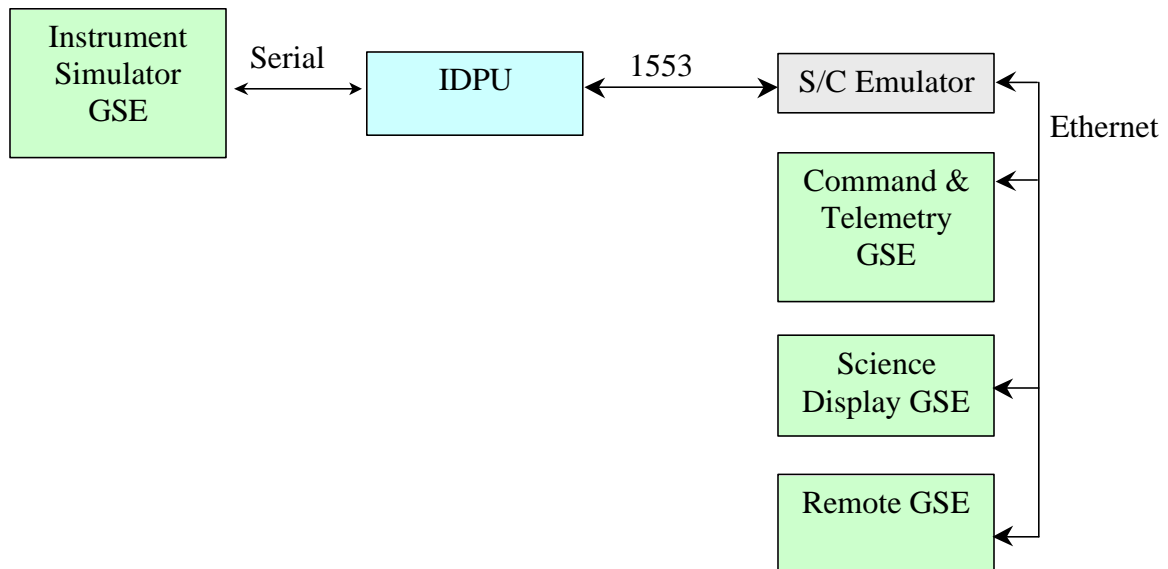 Instrument
Simulator
GSE
Serial
IDPU
1553
S/C Emulator
Ethernet
Command &
Telemetry
GSE
Science
Display GSE
Remote GSE